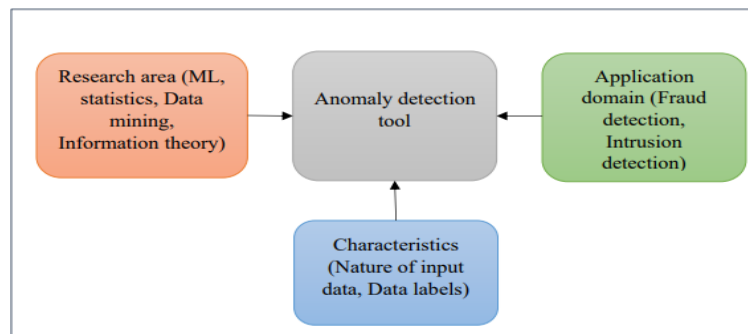 Research area (ML,
statistics, Data
mining,
Information theory)
Anomaly detection
tool
Application
domain (Fraud
detection,
Intrusion
detection)
Characteristics
(Nature of input
data, Data labels)